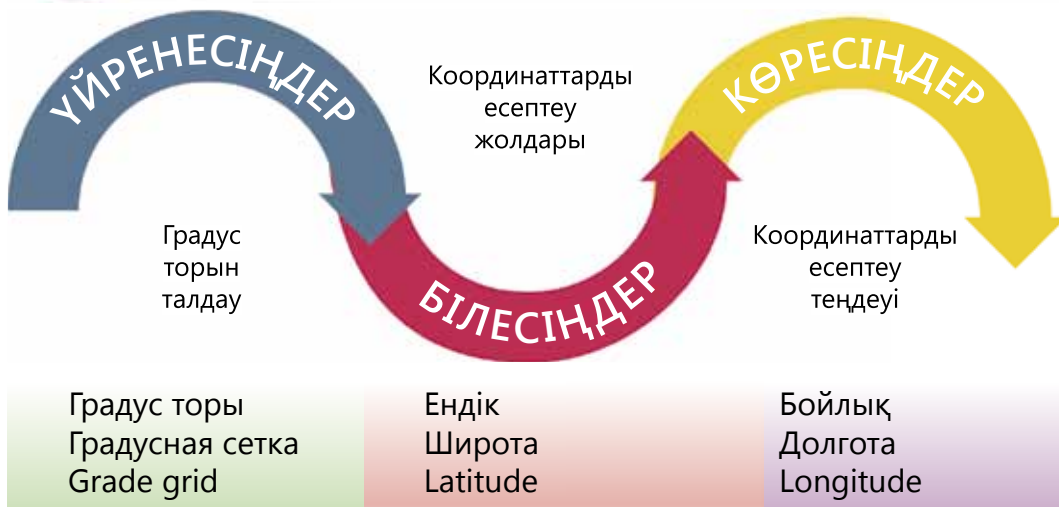 ҮЙРЕНЕСІҢДЕР
Градус
торын
талдау
БІЛЕСІҢДЕР
Координаттарды
есептеу
жолдары
КӨРЕСІҢДЕР
Координаттарды
есептеу
теңдеуі
Градус торы
Градусная сетка
Grade grid
Ендік
Широта
Latitude
Бойлық
Долгота
Longitude